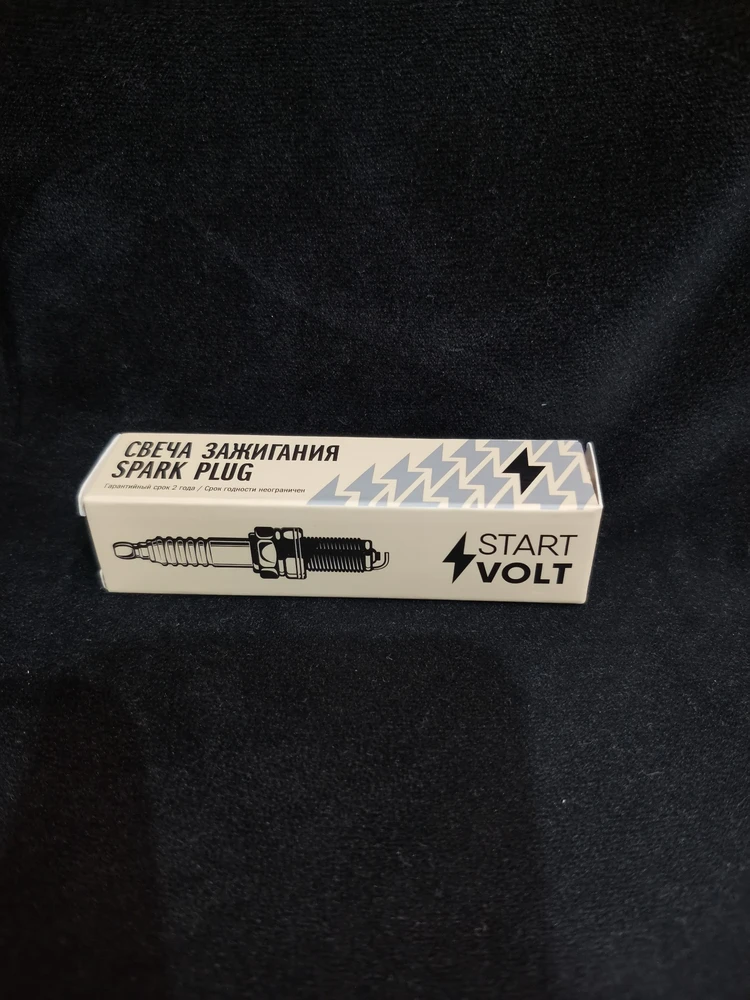 СВЕЧА ЗАЖИГАНИЯ
SPARK PLUG
Гарантийный срок 2 года / Срок годности неограничен
START
VOLT